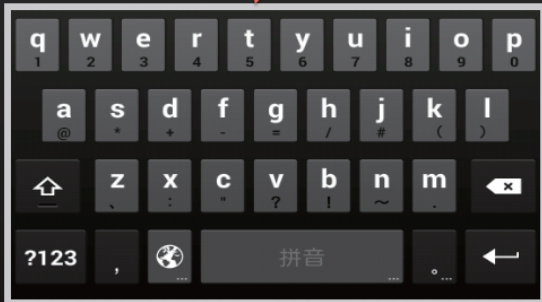 q w e r t y u i o p
1 2 3 4 5 6 7 8 9 0
a s d f g h j k l
@ * + - = / # ( )
z x c v b n m
、 : " ? ! ~ .
?123 , 拼音 。